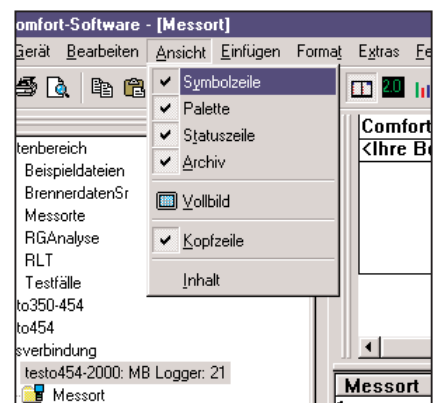 omfort-Software - [Messort]
Gerät Bearbeiten Ansicht Einfügen Format Extras Fe
Symbolzeile
Palette
Statuszeile
Archiv
Vollbild
Kopfzeile
Inhalt
2.0
Comfort
<Ihre Be
tenbereich
Beispieldateien
BrennerdatenSr
Messorte
RGAnalyse
RLT
Testfälle
to350-454
to454
sverbindung
testo454-2000: MB Logger: 21
Messort
Messort